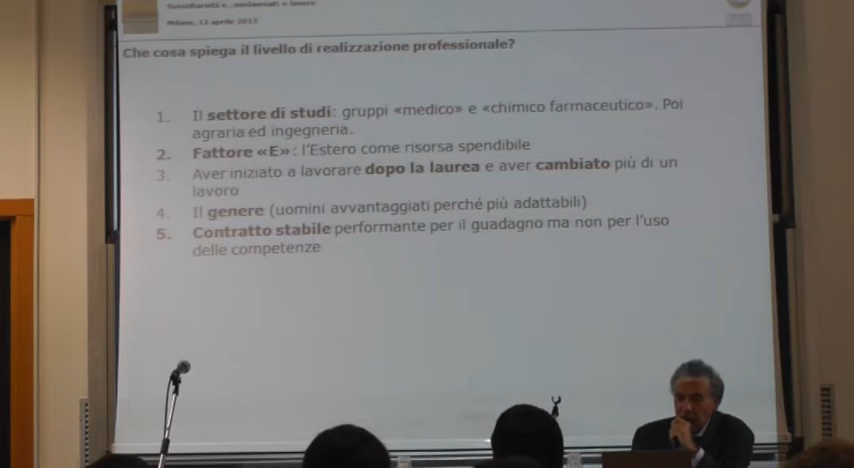 Sussidiarietà e...neolaureati e lavoro
Milano, 12 aprile 2013
Che cosa spiega il livello di realizzazione professionale?
1. Il settore di studi: gruppi «medico» e «chimico farmaceutico». Poi
agraria ed ingegneria.
2. Fattore «E»: l'Estero come risorsa spendibile
3. Aver iniziato a lavorare dopo la laurea e aver cambiato più di un
lavoro
4. Il genere (uomini avvantaggiati perché più adattabili)
5. Contratto stabile performante per il guadagno ma non per l'uso
delle competenze